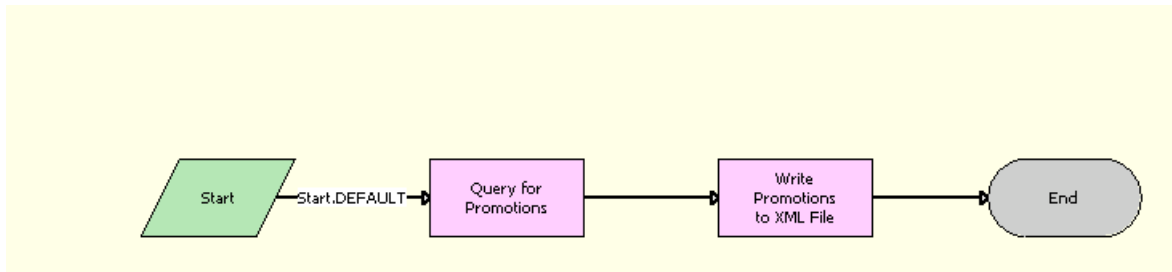 Start
Start.DEFAULT
Query for
Promotions
Write
Promotions
to XML File
End